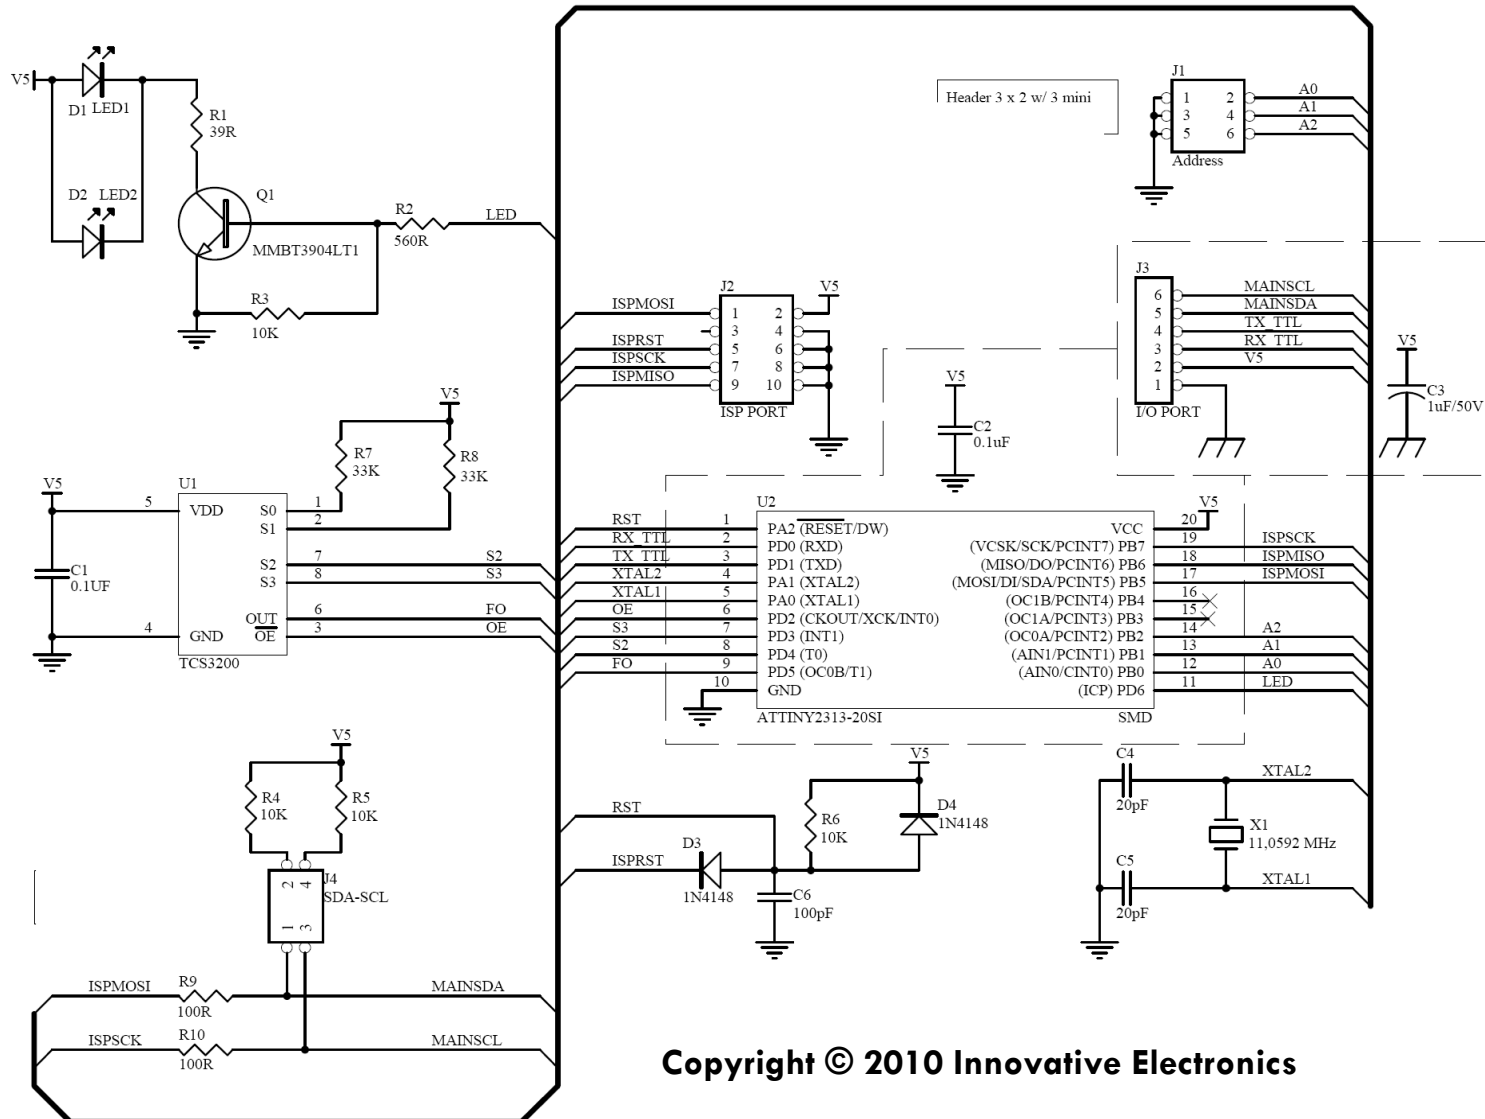 V5
D1 LED1
R1
39R
D2 LED2
Q1
MMBT3904LT1
R2
560R
LED
R3
10K
Header 3 x 2 w/ 3 mini
J1
1 2
3 4
5 6
Address
A0
A1
A2
J2
V5
ISPMOSI
ISPRST
ISPSCK
ISPMISO
1 2
3 4
5 6
7 8
9 10
ISP PORT
J3
6 MAINSCL
5 MAINSDA
4 TX_TTL
3 RX_TTL
2 V5
1
I/O PORT
V5
C3
1uF/50V
V5
C2
0.1uF
V5
R7
33K
R8
33K
V5
C1
0.1UF
U1
5 VDD
4 GND
S0 1
S1 2
S2 7 S2
S3 8 S3
OUT 6 FO
OE 3 OE
TCS3200
U2
RST 1 PA2 (RESET/DW)
RX_TTL 2 PD0 (RXD)
TX_TTL 3 PD1 (TXD)
XTAL2 4 PA1 (XTAL2)
XTAL1 5 PA0 (XTAL1)
OE 6 PD2 (CKOUT/XCK/INT0)
S3 7 PD3 (INT1)
S2 8 PD4 (T0)
FO 9 PD5 (OC0B/T1)
10 GND
VCC 20 V5
(VCSK/SCK/PCINT7) PB7 19 ISPSCK
(MISO/DO/PCINT6) PB6 18 ISPMISO
(MOSI/DI/SDA/PCINT5) PB5 17 ISPMOSI
(OC1B/PCINT4) PB4 16
(OC1A/PCINT3) PB3 15
(OC0A/PCINT2) PB2 14 A2
(AIN1/PCINT1) PB1 13 A1
(AIN0/CINT0) PB0 12 A0
(ICP) PD6 11 LED
ATTINY2313-20SI SMD
V5
R4
10K
R5
10K
2 4
1 3
J4
SDA-SCL
RST
ISPRST
D3
1N4148
R6
10K
V5
D4
1N4148
C6
100pF
C4
20pF
C5
20pF
XTAL2
X1
11,0592 MHz
XTAL1
ISPMOSI R9 MAINSDA
100R
ISPSCK R10 MAINSCL
100R
Copyright © 2010 Innovative Electronics